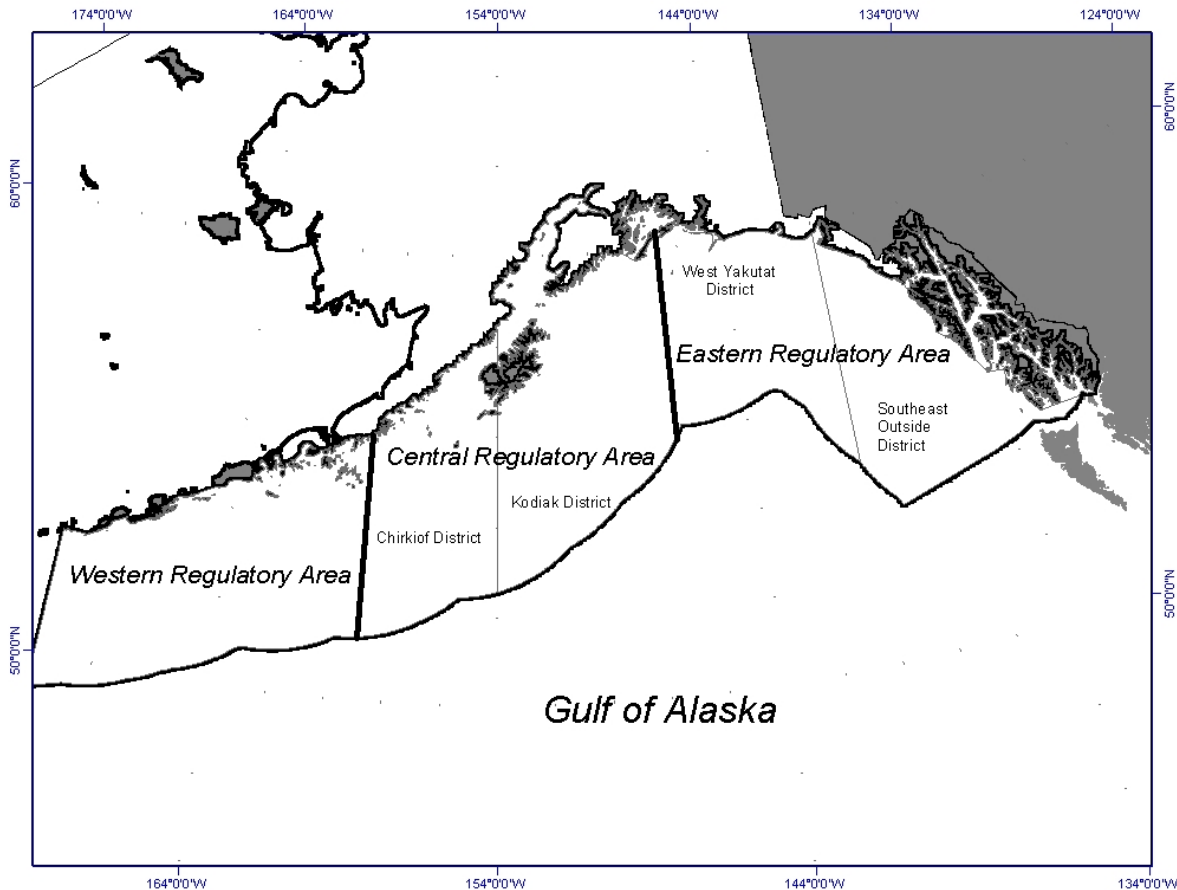 174°0'0"W 164°0'0"W 154°0'0"W 144°0'0"W 134°0'0"W 124°0'0"W
60°0'0"N
60°0'0"N
West Yakutat
District
Eastern Regulatory Area
Southeast
Outside
District
Central Regulatory Area
Kodiak District
Chirkiof District
Western Regulatory Area
50°0'0"N
50°0'0"N
Gulf of Alaska
164°0'0"W 154°0'0"W 144°0'0"W 134°0'0"W